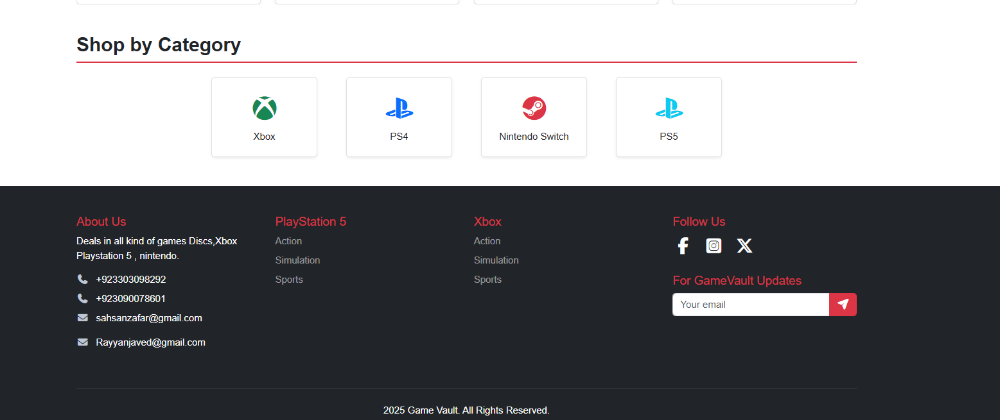 Shop by Category
Xbox
PS4
Nintendo Switch
PS5
About Us
Deals in all kind of games Discs,Xbox
Playstation 5 , nintendo.
+923303098292
+923090078601
sahsanzafar@gmail.com
Rayyanjaved@gmail.com
PlayStation 5
Action
Simulation
Sports
Xbox
Action
Simulation
Sports
Follow Us
For GameVault Updates
Your email
2025 Game Vault. All Rights Reserved.